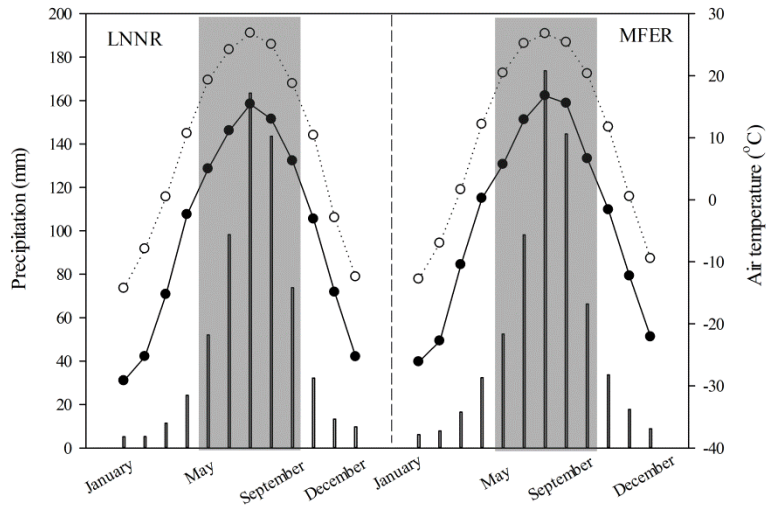 LNNR
MFER
Precipitation (mm)
200
180
160
140
120
100
80
60
40
20
0
30
20
10
0
-10
-20
-30
-40
Air temperature (°C)
January
May
September
December
January
May
September
December